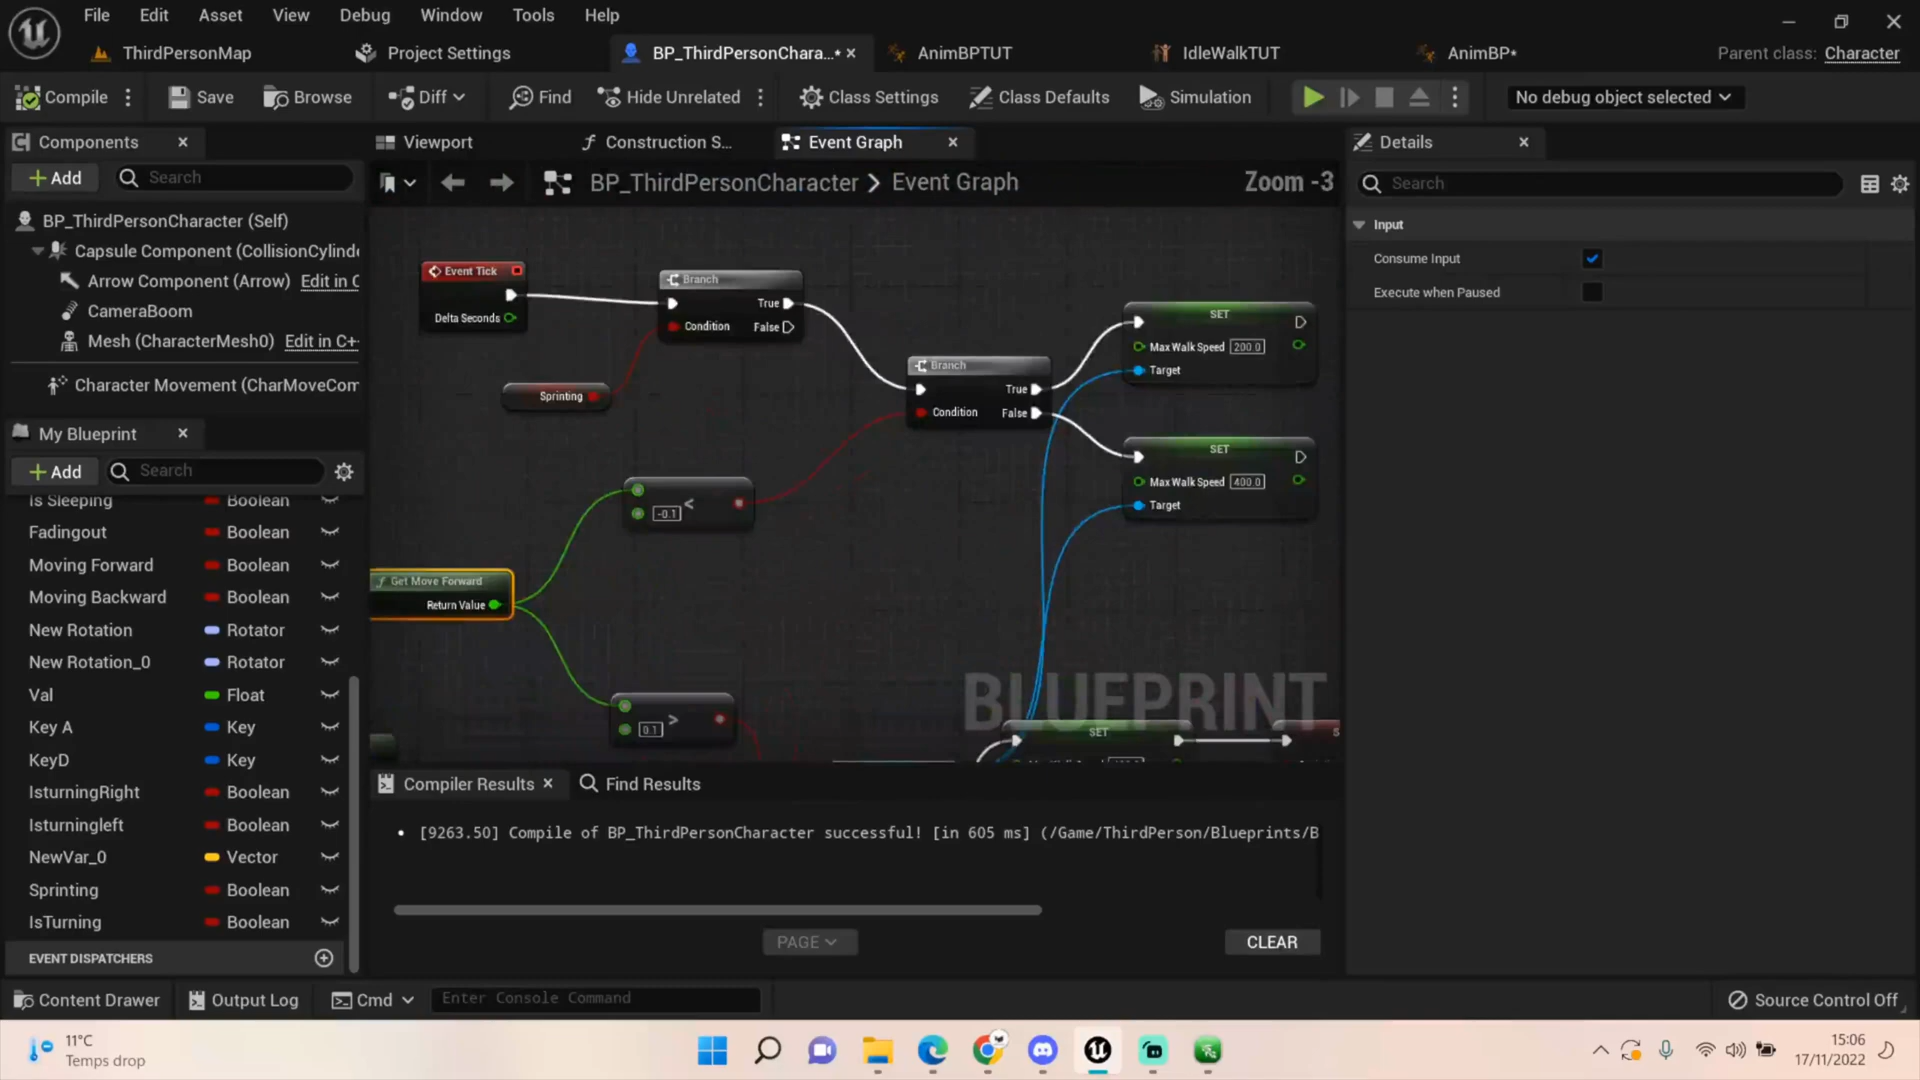 File Edit Asset View Debug Window Tools Help
ThirdPersonMap Project Settings BP_ThirdPersonChara...* AnimBPTUT IdleWalkTUT AnimBP* Parent class: Character
Compile Save Browse Diff Find Hide Unrelated Class Settings Class Defaults Simulation No debug object selected
Components
Add Search
BP_ThirdPersonCharacter (Self)
Capsule Component (CollisionCylinde
Arrow Component (Arrow) Edit in C
CameraBoom
Mesh (CharacterMesh0) Edit in C+
Character Movement (CharMoveCom
My Blueprint
Add Search
Is Sleeping Boolean
Fadingout Boolean
Moving Forward Boolean
Moving Backward Boolean
New Rotation Rotator
New Rotation_0 Rotator
Val Float
Key A Key
KeyD Key
IsturningRight Boolean
Isturningleft Boolean
NewVar_0 Vector
Sprinting Boolean
IsTurning Boolean
EVENT DISPATCHERS
Viewport Construction S... Event Graph
BP_ThirdPersonCharacter > Event Graph Zoom -3
Event Tick
Delta Seconds
Branch
True
Condition False
Sprinting
Branch
True
Condition False
SET
Max Walk Speed 200.0
Target
SET
Max Walk Speed 400.0
Target
<
-0.1
f Get Move Forward
Return Value
>
0.1
SET
BLUEPRINT
Compiler Results Find Results
[9263.50] Compile of BP_ThirdPersonCharacter successful! [in 605 ms] (/Game/ThirdPerson/Blueprints/B
PAGE CLEAR
Details
Search
Input
Consume Input
Execute when Paused
Content Drawer Output Log Cmd Enter Console Command Source Control Off
11°C
Temps drop
15:06
17/11/2022